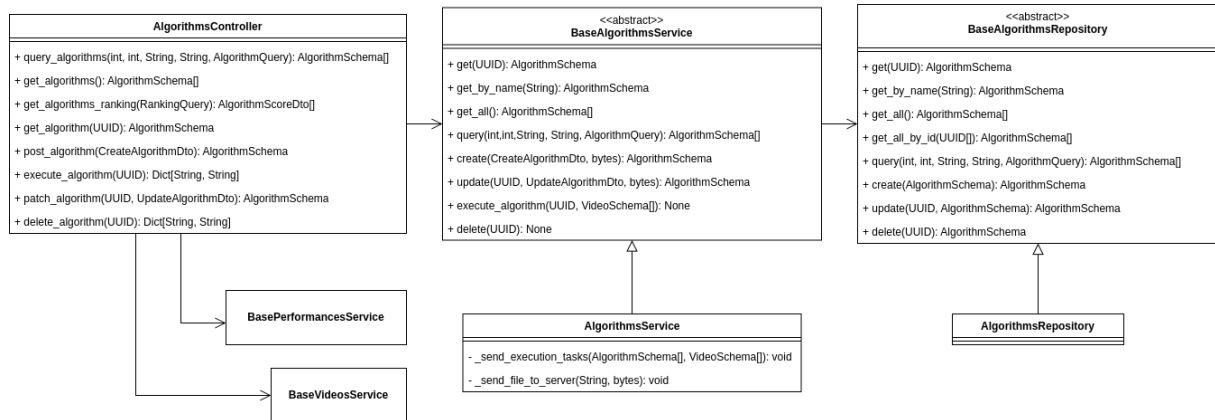 AlgorithmsController
+ query_algorithms(int, int, String, String, AlgorithmQuery): AlgorithmSchema[]
+ get_algorithms(): AlgorithmSchema[]
+ get_algorithms_ranking(RankingQuery): AlgorithmScoreDto[]
+ get_algorithm(UUID): AlgorithmSchema
+ post_algorithm(CreateAlgorithmDto): AlgorithmSchema
+ execute_algorithm(UUID): Dict[String, String]
+ patch_algorithm(UUID, UpdateAlgorithmDto): AlgorithmSchema
+ delete_algorithm(UUID): Dict[String, String]
<<abstract>>
BaseAlgorithmsService
+ get(UUID): AlgorithmSchema
+ get_by_name(String): AlgorithmSchema
+ get_all(): AlgorithmSchema[]
+ query(int,int,String, String, AlgorithmQuery): AlgorithmSchema[]
+ create(CreateAlgorithmDto, bytes): AlgorithmSchema
+ update(UUID, UpdateAlgorithmDto, bytes): AlgorithmSchema
+ execute_algorithm(UUID, VideoSchema[]): None
+ delete(UUID): None
<<abstract>>
BaseAlgorithmsRepository
+ get(UUID): AlgorithmSchema
+ get_by_name(String): AlgorithmSchema
+ get_all(): AlgorithmSchema[]
+ get_all_by_id(UUID[]): AlgorithmSchema[]
+ query(int, int, String, String, AlgorithmQuery): AlgorithmSchema[]
+ create(AlgorithmSchema): AlgorithmSchema
+ update(UUID, AlgorithmSchema): AlgorithmSchema
+ delete(UUID): AlgorithmSchema
BasePerformancesService
BaseVideosService
AlgorithmsService
- _send_execution_tasks(AlgorithmSchema[], VideoSchema[]): void
- _send_file_to_server(String, bytes): void
AlgorithmsRepository